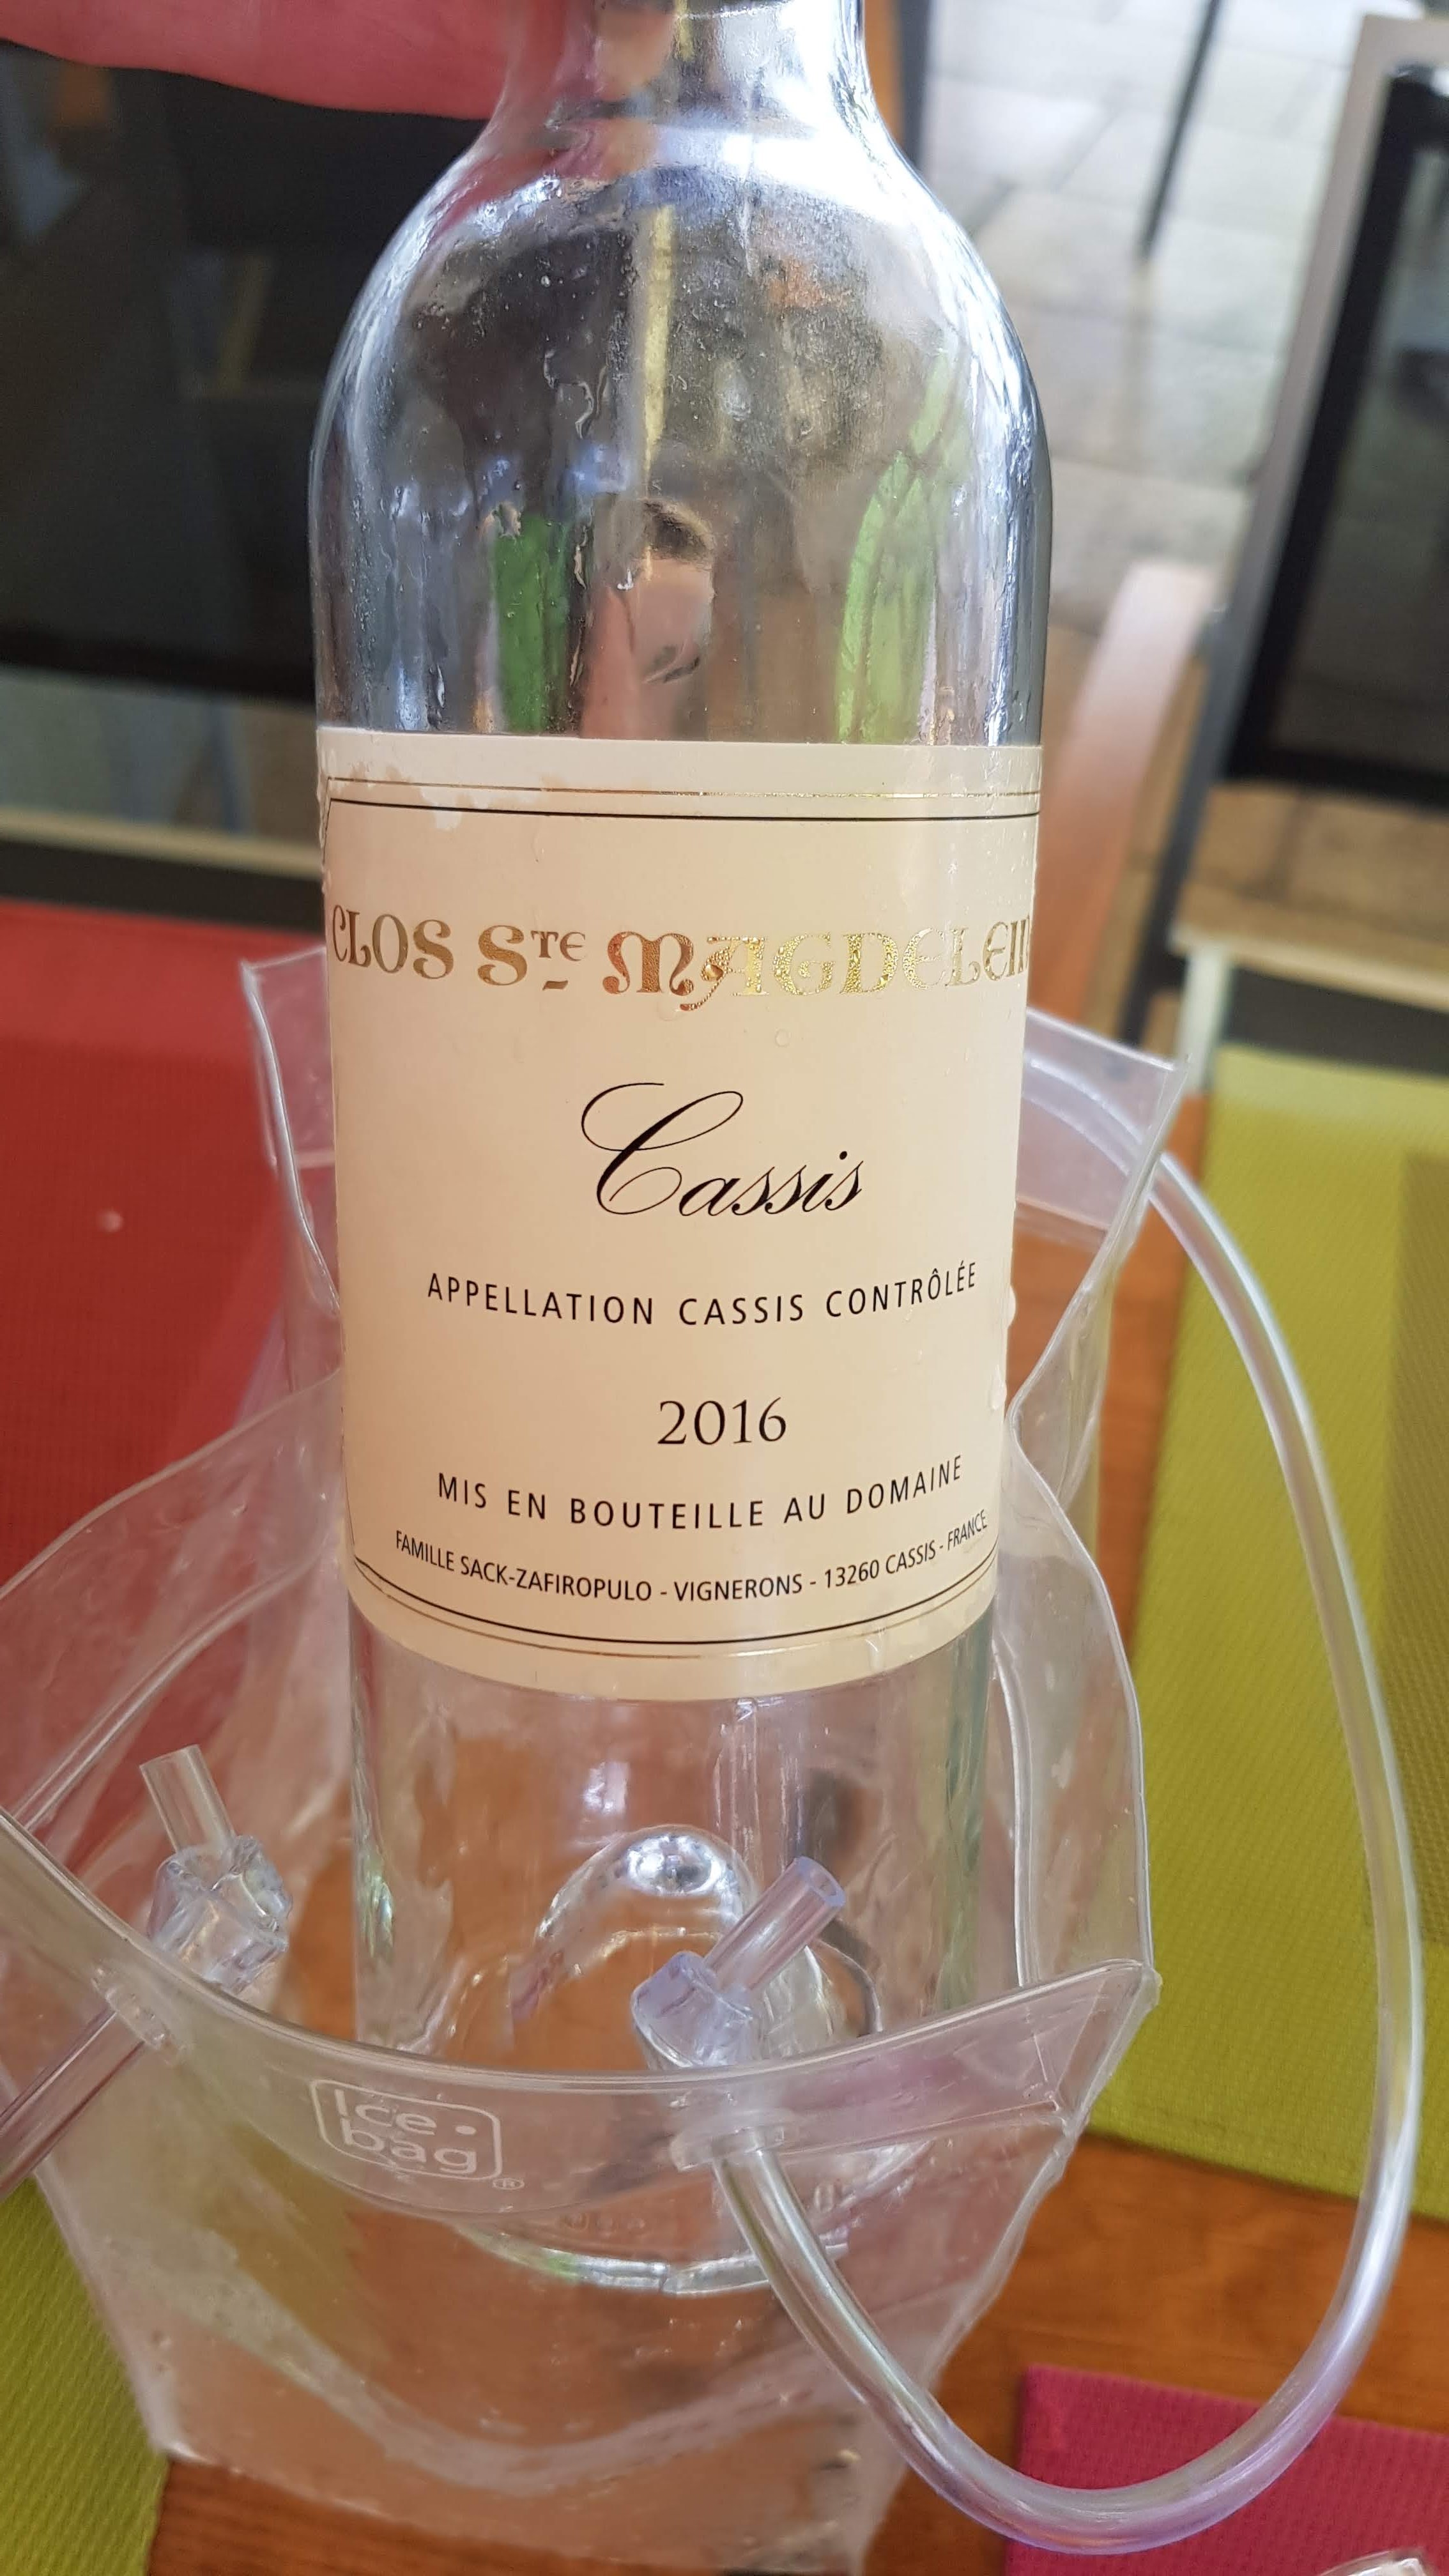 CLOS STE MAGDELEIN
Cassis
APPELLATION CASSIS CONTRÔLÉE
2016
MIS EN BOUTEILLE AU DOMAINE
FAMILLE SACK-ZAFIROPULO - VIGNERONS - 13260 CASSIS - FRANCE
Ice.
bag®